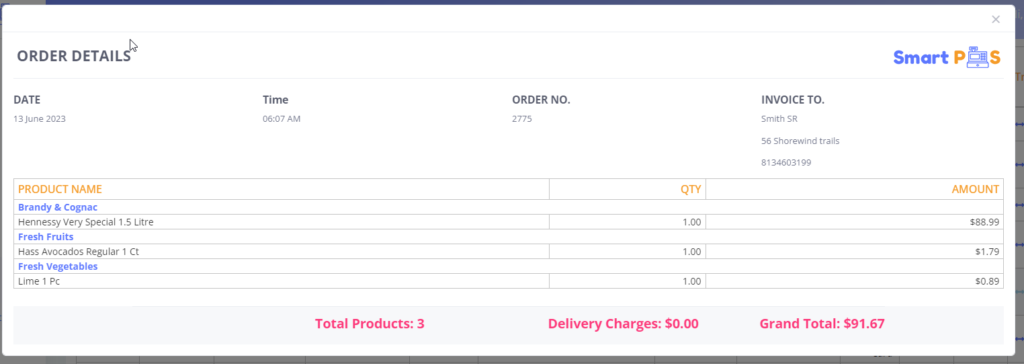 ×
ORDER DETAILS
Smart POS
DATE Time ORDER NO. INVOICE TO.
13 June 2023 06:07 AM 2775 Smith SR
56 Shorewind trails
8134603199
PRODUCT NAME QTY AMOUNT
Brandy & Cognac
Hennessy Very Special 1.5 Litre 1.00 $88.99
Fresh Fruits
Hass Avocados Regular 1 Ct 1.00 $1.79
Fresh Vegetables
Lime 1 Pc 1.00 $0.89
Total Products: 3 Delivery Charges: $0.00 Grand Total: $91.67